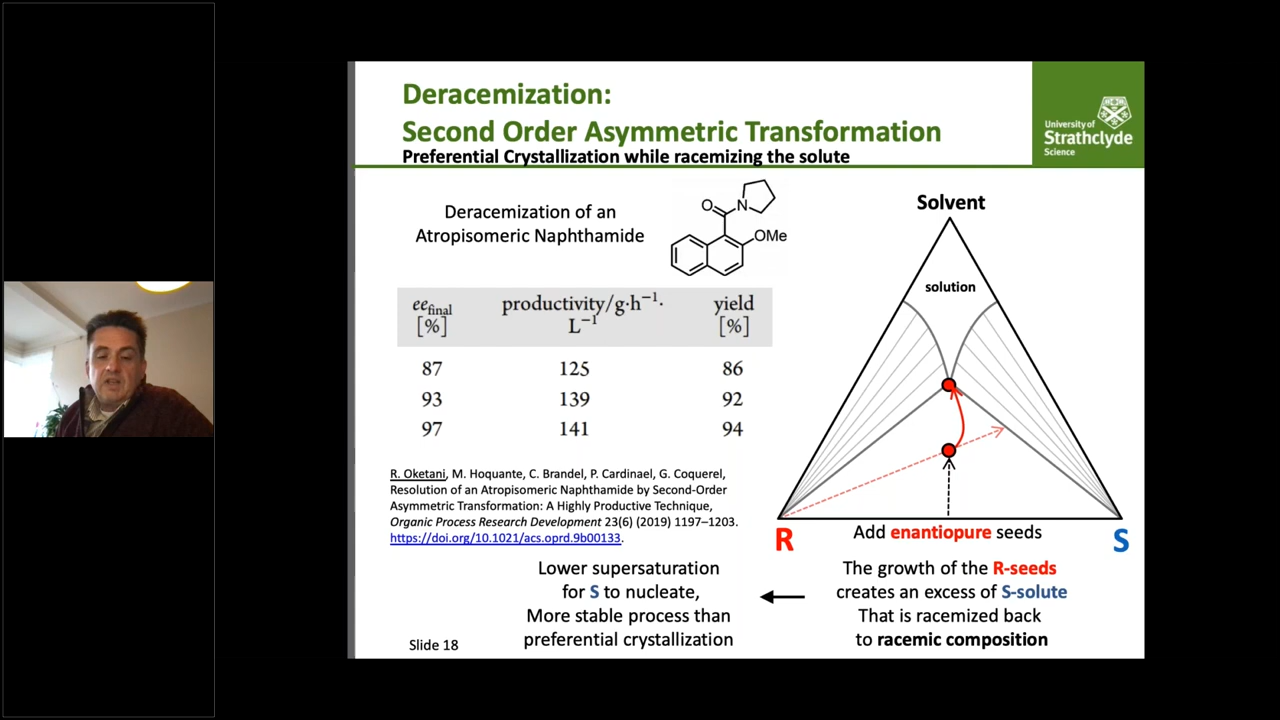 Deracemization:
Second Order Asymmetric Transformation
Preferential Crystallization while racemizing the solute
University of
Strathclyde
Science
Deracemization of an
Atropisomeric Naphthamide
O
N
OMe
ee_final productivity/g·h⁻¹· yield
[%] L⁻¹ [%]
87 125 86
93 139 92
97 141 94
R. Oketani, M. Hoquante, C. Brandel, P. Cardinael, G. Coquerel,
Resolution of an Atropisomeric Naphthamide by Second-Order
Asymmetric Transformation: A Highly Productive Technique,
Organic Process Research Development 23(6) (2019) 1197–1203.
https://doi.org/10.1021/acs.oprd.9b00133.
Solvent
solution
R
S
Add enantiopure seeds
The growth of the R-seeds
creates an excess of S-solute
That is racemized back
to racemic composition
Lower supersaturation
for S to nucleate,
More stable process than
preferential crystallization
Slide 18